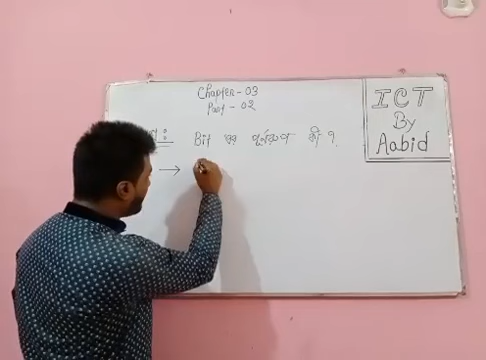 Chapter - 03
Part - 02
ICT
By
Aabid
Bit এর পূর্ণরূপ কী ?
→